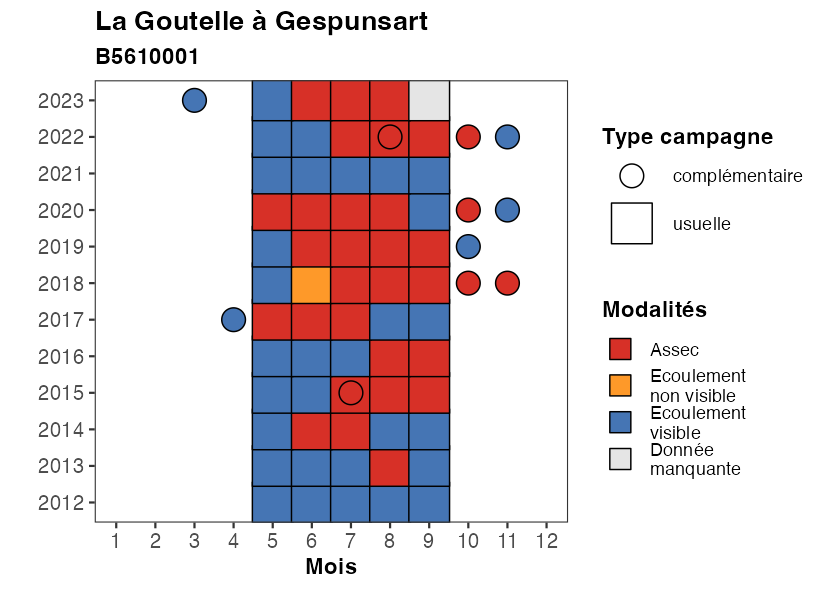 La Goutelle à Gespunsart
B5610001
2023
2022
2021
2020
2019
2018
2017
2016
2015
2014
2013
2012
1 2 3 4 5 6 7 8 9 10 11 12
Mois
Type campagne
complémentaire
usuelle
Modalités
Assec
Ecoulement
non visible
Ecoulement
visible
Donnée
manquante